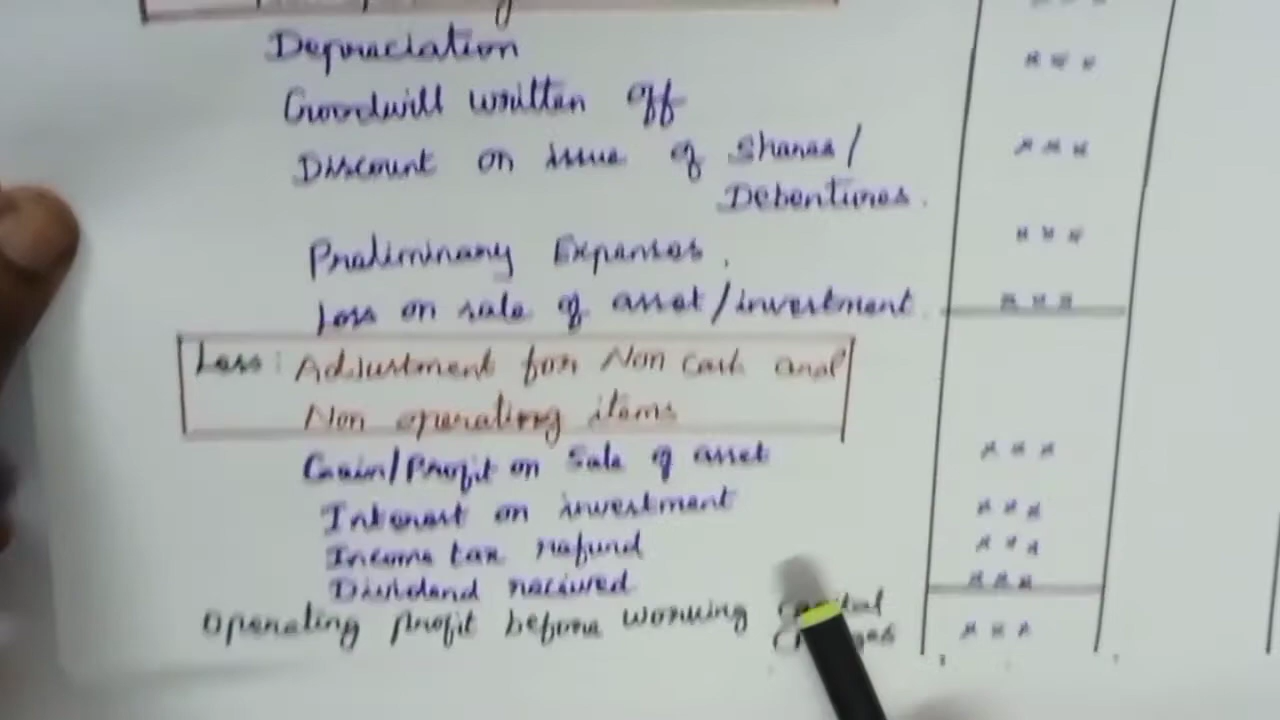 Depreciation * * *
Goodwill written off
Discount on issue of Shares/ * * *
Debentures.
Preliminary Expenses. * * *
Loss on sale of asset/investment * * *
Less: Adjustment for Non cash and
Non operating items
Gain/Profit on Sale of asset * * *
Interest on investment * * *
Income tax refund * * *
Dividend recived * * *
Operating profit before working capital
* * *